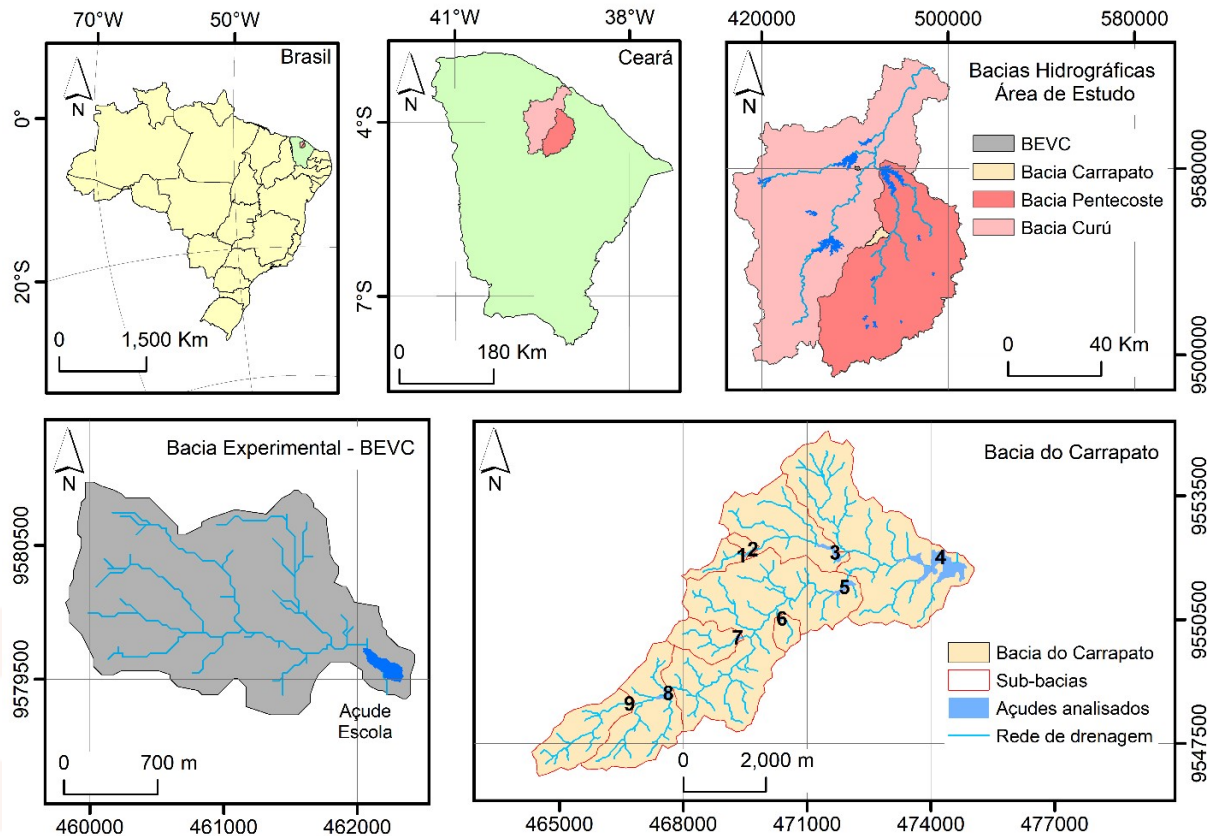 70°W 50°W
Brasil
N
0°
20°S
0 1,500 Km
41°W 38°W
Ceará
N
4°S
7°S
0 180 Km
420000 500000 580000
Bacias Hidrográficas
Área de Estudo
N
BEVC
Bacia Carrapato
Bacia Pentecoste
Bacia Curú
9580000
9500000
0 40 Km
Bacia Experimental - BEVC
N
9580500
9579500
Açude
Escola
0 700 m
460000 461000 462000
Bacia do Carrapato
N
9553500
9550500
9547500
1 2 3 4
5
6
7
8
9
Bacia do Carrapato
Sub-bacias
Açudes analisados
Rede de drenagem
0 2,000 m
465000 468000 471000 474000 477000